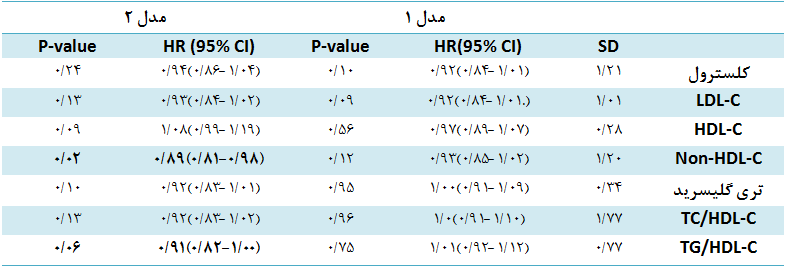 مدل ۱ مدل ۲
SD HR(95% CI) P-value HR (95% CI) P-value
کلسترول ۱/۲۱ ۰/۹۲(۰/۸۴-۱/۰۱) ۰/۱۰ ۰/۹۴(۰/۸۶-۱/۰۴) ۰/۲۴
LDL-C ۱/۰۱ ۰/۹۲(۰/۸۴-۱/۰۱.) ۰/۰۹ ۰/۹۳(۰/۸۴-۱/۰۲) ۰/۱۳
HDL-C ۰/۲۸ ۰/۹۷(۰/۸۹-۱/۰۷) ۰/۵۶ ۱/۰۸(۰/۹۹-۱/۱۹) ۰/۰۹
Non-HDL-C ۱/۲۰ ۰/۹۳(۰/۸۵-۱/۰۲) ۰/۱۲ ۰/۸۹(۰/۸۱-۰/۹۸) ۰/۰۲
تری گلیسرید ۰/۳۴ ۱/۰۰(۰/۹۱-۱/۰۹) ۰/۹۵ ۰/۹۲(۰/۸۳-۱/۰۱) ۰/۱۰
TC/HDL-C ۱/۷۷ ۱/۰(۰/۹۱-۱/۱۰) ۰/۹۶ ۰/۹۲(۰/۸۳-۱/۰۲) ۰/۱۳
TG/HDL-C ۰/۷۷ ۱/۰۱(۰/۹۲-۱/۱۲) ۰/۷۵ ۰/۹۱(۰/۸۲-۱/۰۰) ۰/۰۶